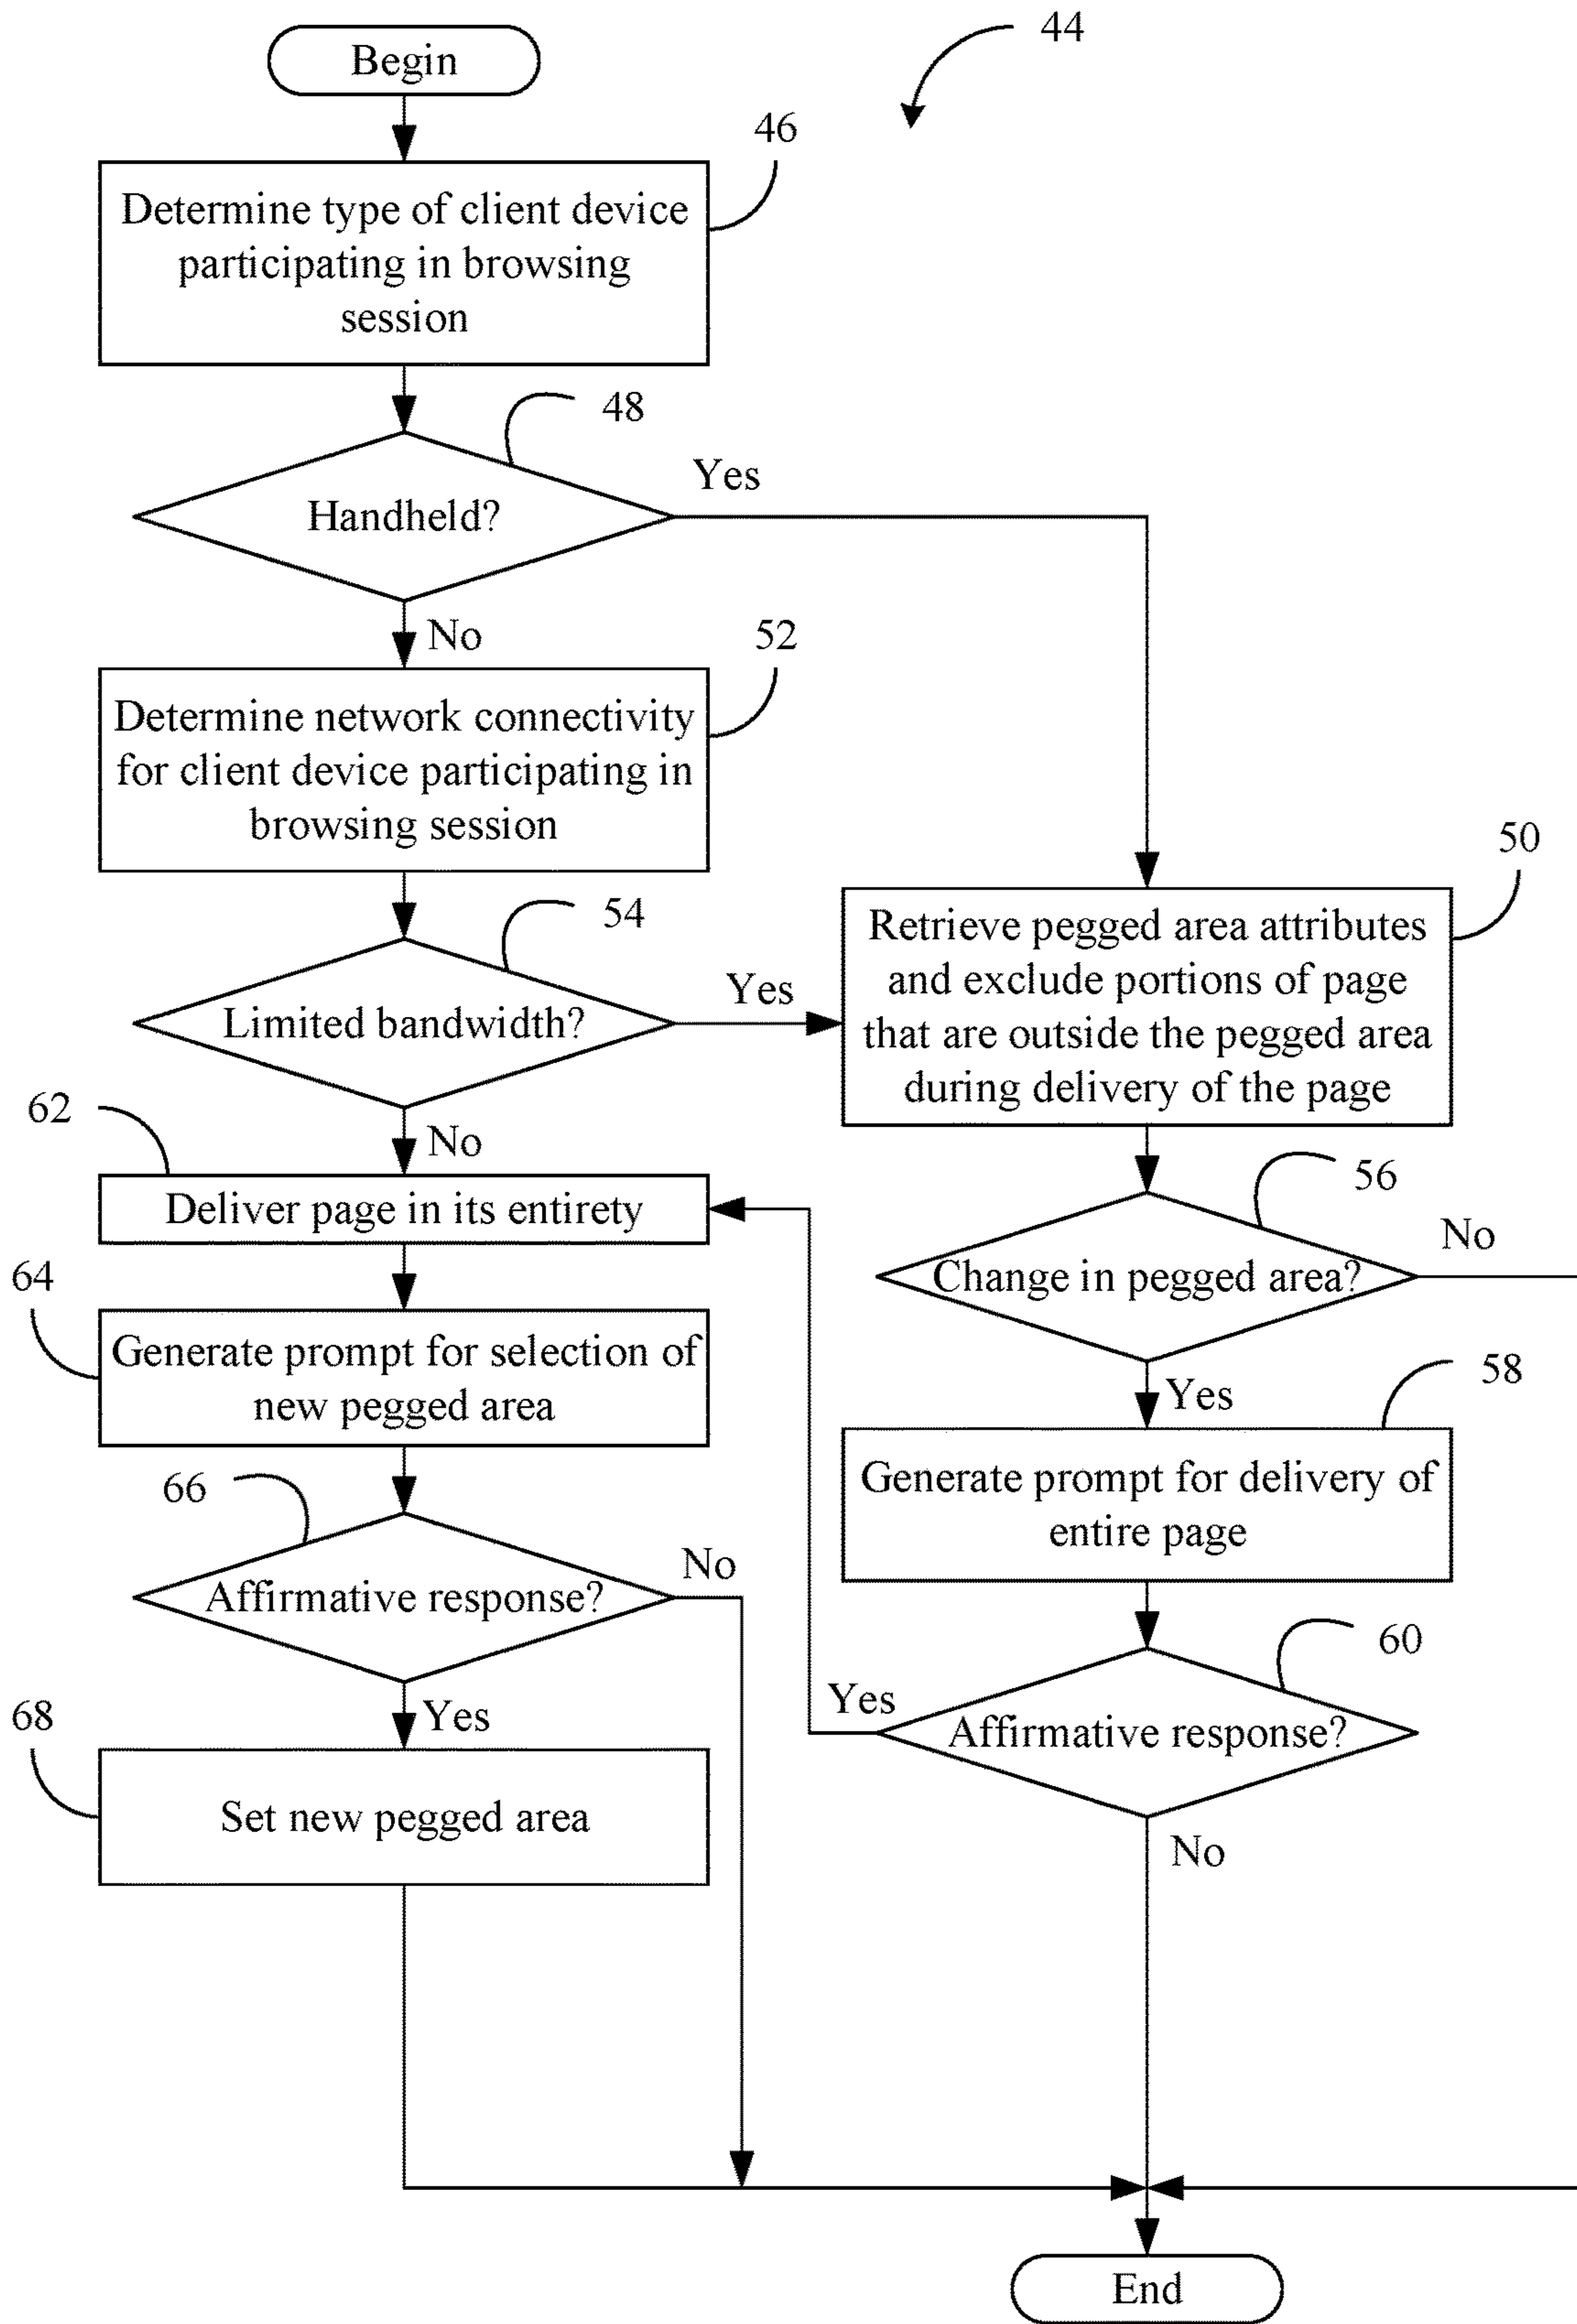 Begin
44
46
Determine type of client device
participating in browsing
session
48
Handheld?
Yes
No
52
Determine network connectivity
for client device participating in
browsing session
54
Limited bandwidth?
Yes
No
50
Retrieve pegged area attributes
and exclude portions of page
that are outside the pegged area
during delivery of the page
56
Change in pegged area?
No
Yes
58
Generate prompt for delivery of
entire page
60
Affirmative response?
Yes
No
62
Deliver page in its entirety
64
Generate prompt for selection of
new pegged area
66
Affirmative response?
No
Yes
68
Set new pegged area
End